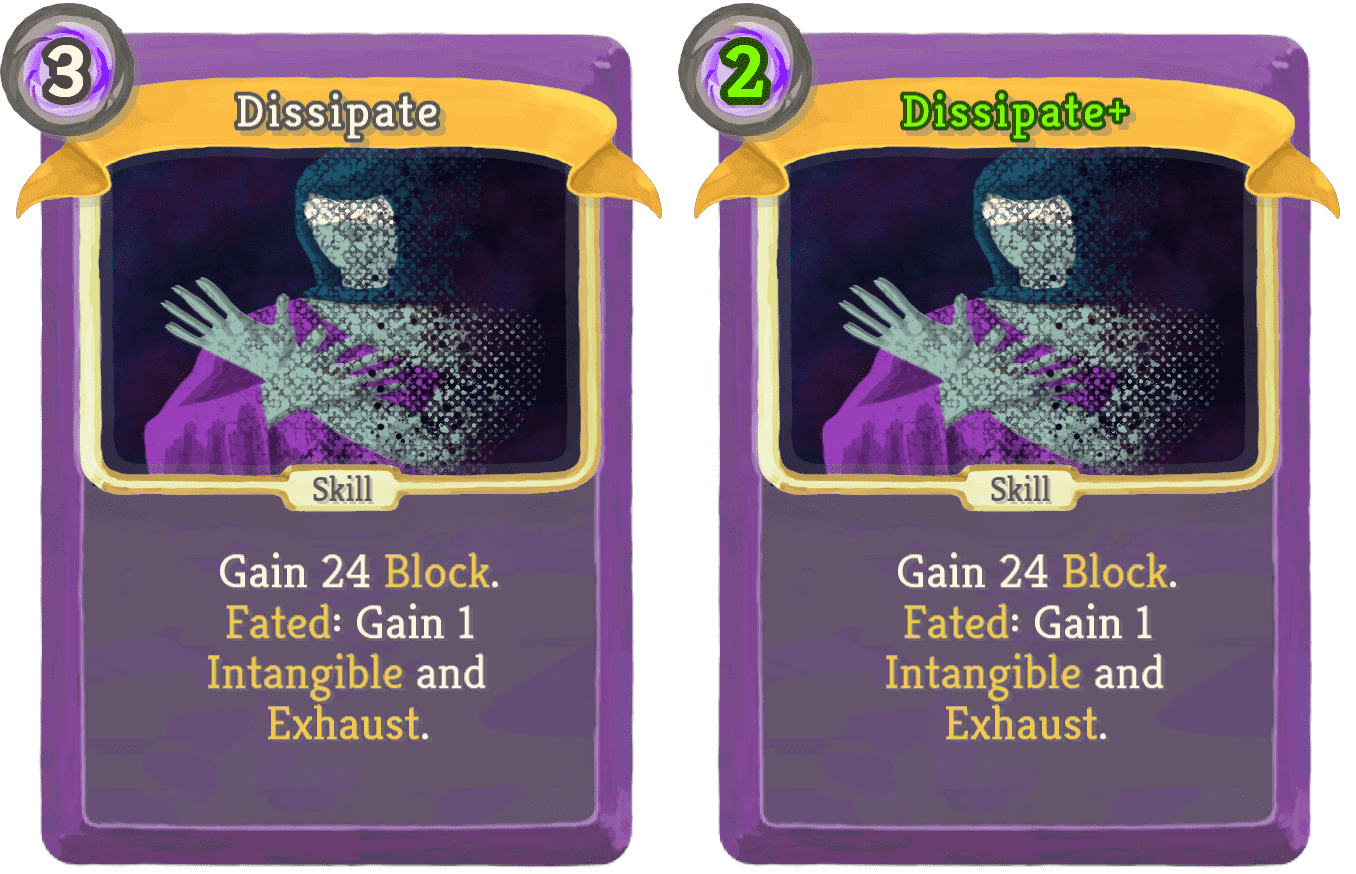 3
Dissipate
Skill
Gain 24 Block.
Fated: Gain 1
Intangible and
Exhaust.
2
Dissipate+
Skill
Gain 24 Block.
Fated: Gain 1
Intangible and
Exhaust.